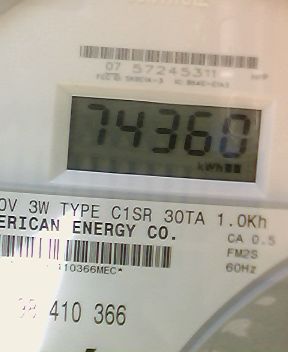 07 57245311
74360
kWh
0V 3W TYPE C1SR 30TA 1.0Kh
ERICAN ENERGY CO.
CA 0.5
FM2S
60Hz
110366MEC*
410 366